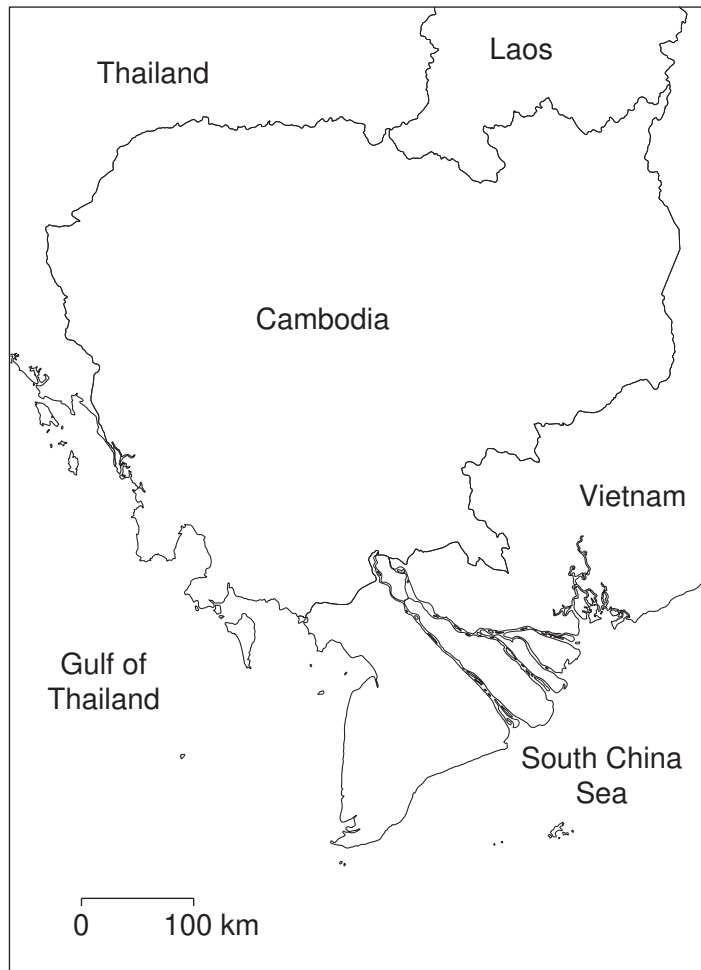 Laos
Thailand
Cambodia
Vietnam
Gulf of
Thailand
South China
Sea
0 100 km